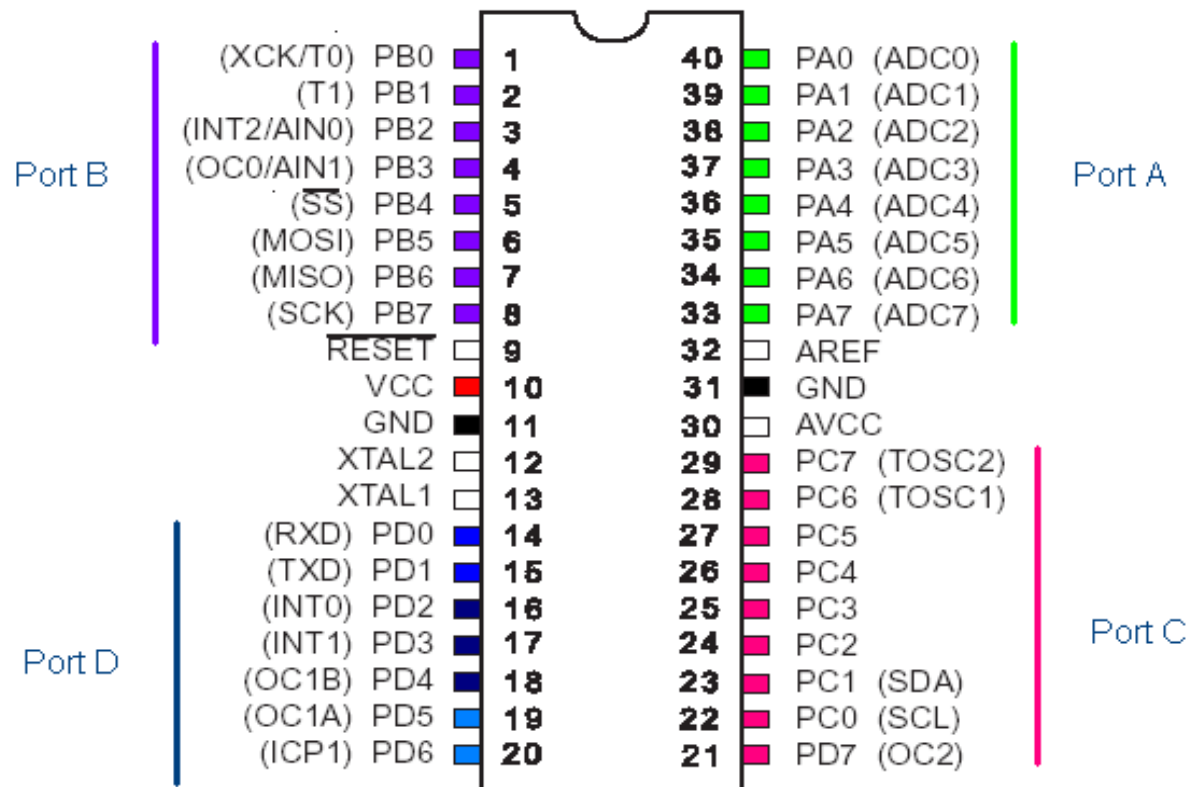 (XCK/T0) PB0 1 40 PA0 (ADC0)
(T1) PB1 2 39 PA1 (ADC1)
(INT2/AIN0) PB2 3 38 PA2 (ADC2)
(OC0/AIN1) PB3 4 37 PA3 (ADC3)
Port B Port A
(SS) PB4 5 36 PA4 (ADC4)
(MOSI) PB5 6 35 PA5 (ADC5)
(MISO) PB6 7 34 PA6 (ADC6)
(SCK) PB7 8 33 PA7 (ADC7)
RESET 9 32 AREF
VCC 10 31 GND
GND 11 30 AVCC
XTAL2 12 29 PC7 (TOSC2)
XTAL1 13 28 PC6 (TOSC1)
(RXD) PD0 14 27 PC5
(TXD) PD1 15 26 PC4
(INT0) PD2 16 25 PC3
(INT1) PD3 17 24 PC2
Port D Port C
(OC1B) PD4 18 23 PC1 (SDA)
(OC1A) PD5 19 22 PC0 (SCL)
(ICP1) PD6 20 21 PD7 (OC2)